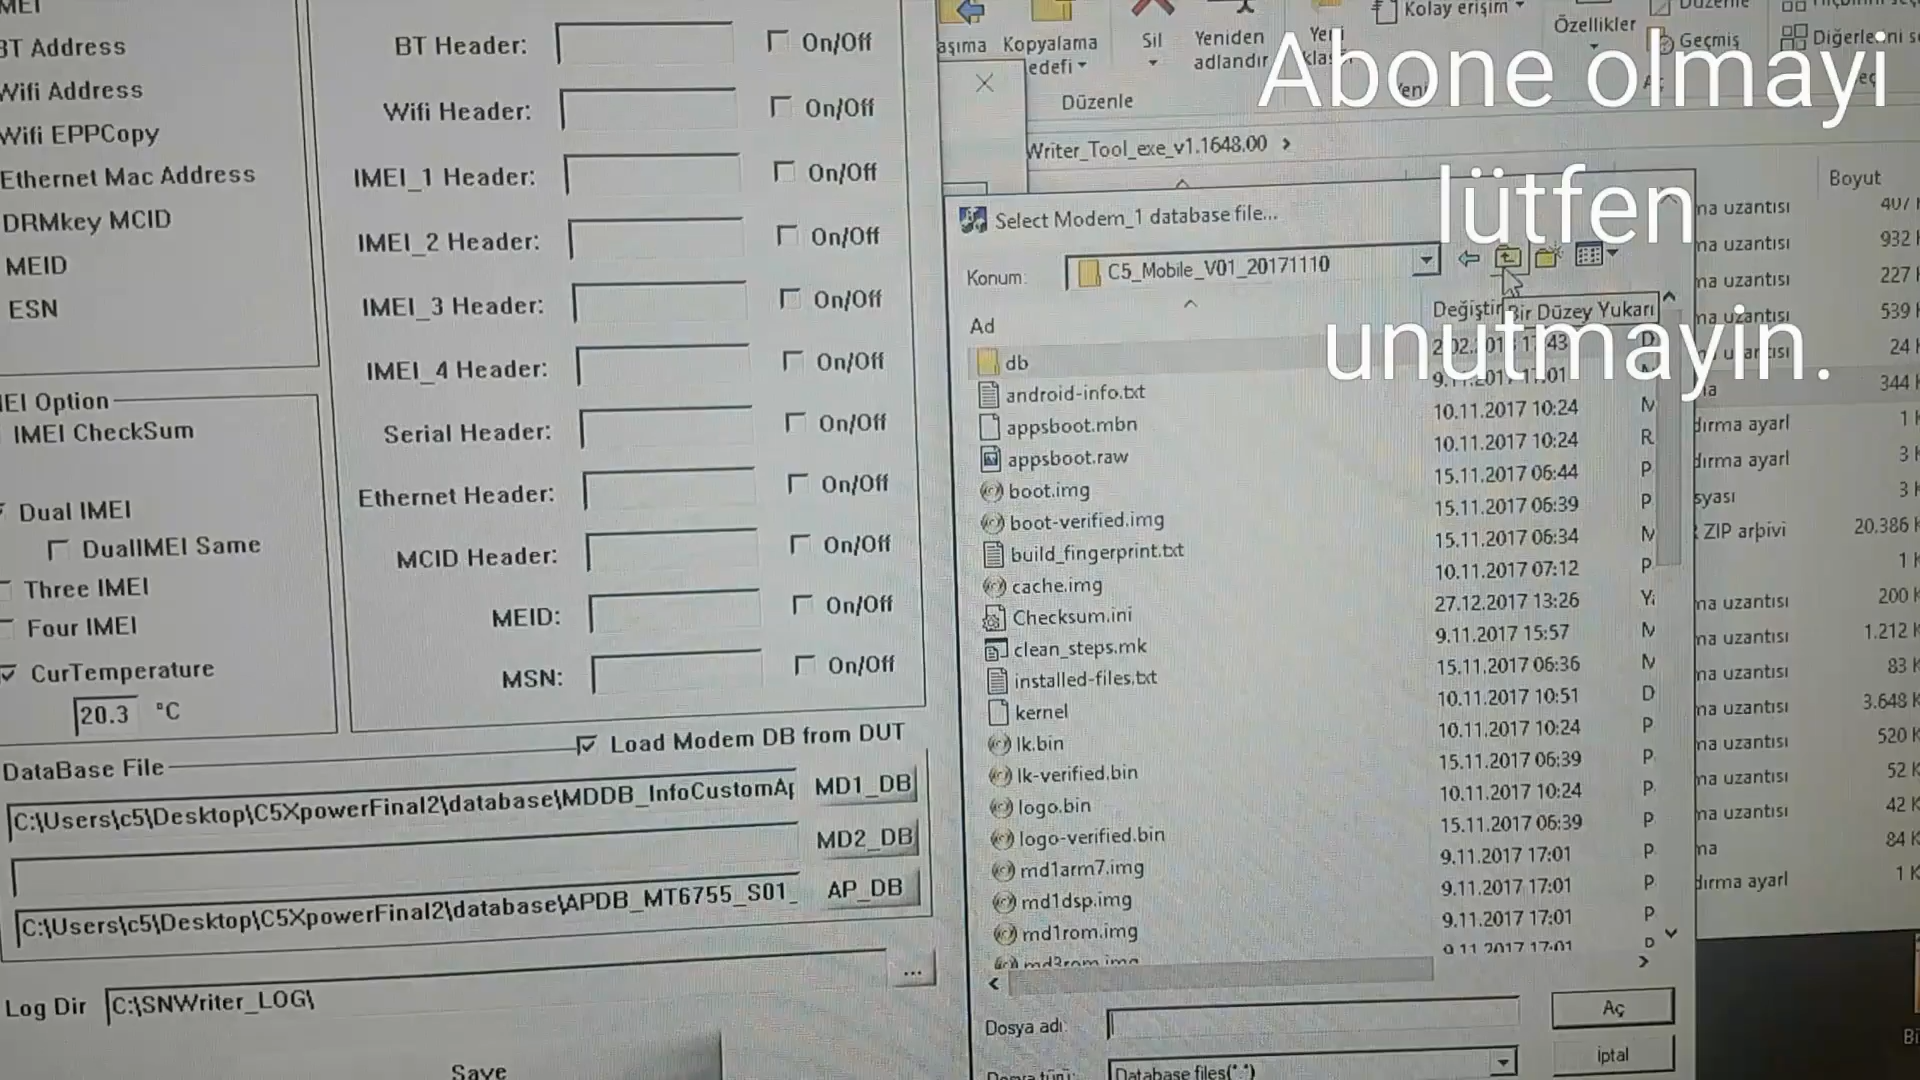 BT Address
Wifi Address
Wifi EPPCopy
Ethernet Mac Address
DRMkey MCID
MEID
ESN
IMEI CheckSum
Dual IMEI
DualIMEI Same
Three IMEI
Four IMEI
CurTemperature
20.3 °C
BT Header: On/Off
Wifi Header: On/Off
IMEI_1 Header: On/Off
IMEI_2 Header: On/Off
IMEI_3 Header: On/Off
IMEI_4 Header: On/Off
Serial Header: On/Off
Ethernet Header: On/Off
MCID Header: On/Off
MEID: On/Off
MSN: On/Off
Load Modem DB from DUT
DataBase File
C:\Users\c5\Desktop\C5XpowerFinal2\database\MDDB_InfoCustomAp MD1_DB
MD2_DB
C:\Users\c5\Desktop\C5XpowerFinal2\database\APDB_MT6755_S01_ AP_DB
...
Log Dir C:\SNWriter_LOG\
Save
Kopyalama
Sil
Yeniden
adlandır
Düzenle
Kolay erişim
Özellikler
Geçmiş
Writer_Tool_exe_v1.1648.00
Boyut
Abone olmayi
lütfen
unutmayin.
Select Modem_1 database file...
Konum: C5_Mobile_V01_20171110
Bir Düzey Yukarı
Ad
db
android-info.txt
appsboot.mbn 10.11.2017 10:24
appsboot.raw 10.11.2017 10:24
boot.img 15.11.2017 06:44
boot-verified.img 15.11.2017 06:39
build_fingerprint.txt 15.11.2017 06:34
cache.img 10.11.2017 07:12
Checksum.ini 27.12.2017 13:26
clean_steps.mk 9.11.2017 15:57
installed-files.txt 15.11.2017 06:36
kernel 10.11.2017 10:51
lk.bin 10.11.2017 10:24
lk-verified.bin 15.11.2017 06:39
logo.bin 10.11.2017 10:24
logo-verified.bin 15.11.2017 06:39
md1arm7.img 9.11.2017 17:01
md1dsp.img 9.11.2017 17:01
md1rom.img 9.11.2017 17:01
Dosya adı: Aç
Database files(*.*) İptal
ZIP arþivi 20.386